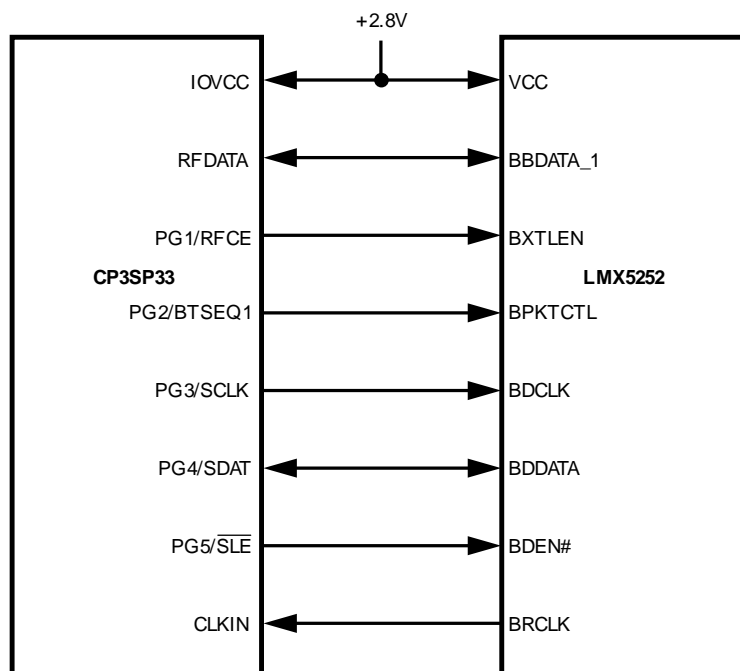 +2.8V
IOVCC VCC
RFDATA BBDATA_1
PG1/RFCE BXTLEN
CP3SP33 LMX5252
PG2/BTSEQ1 BPKTCTL
PG3/SCLK BDCLK
PG4/SDAT BDDATA
PG5/SLE BDEN#
CLKIN BRCLK